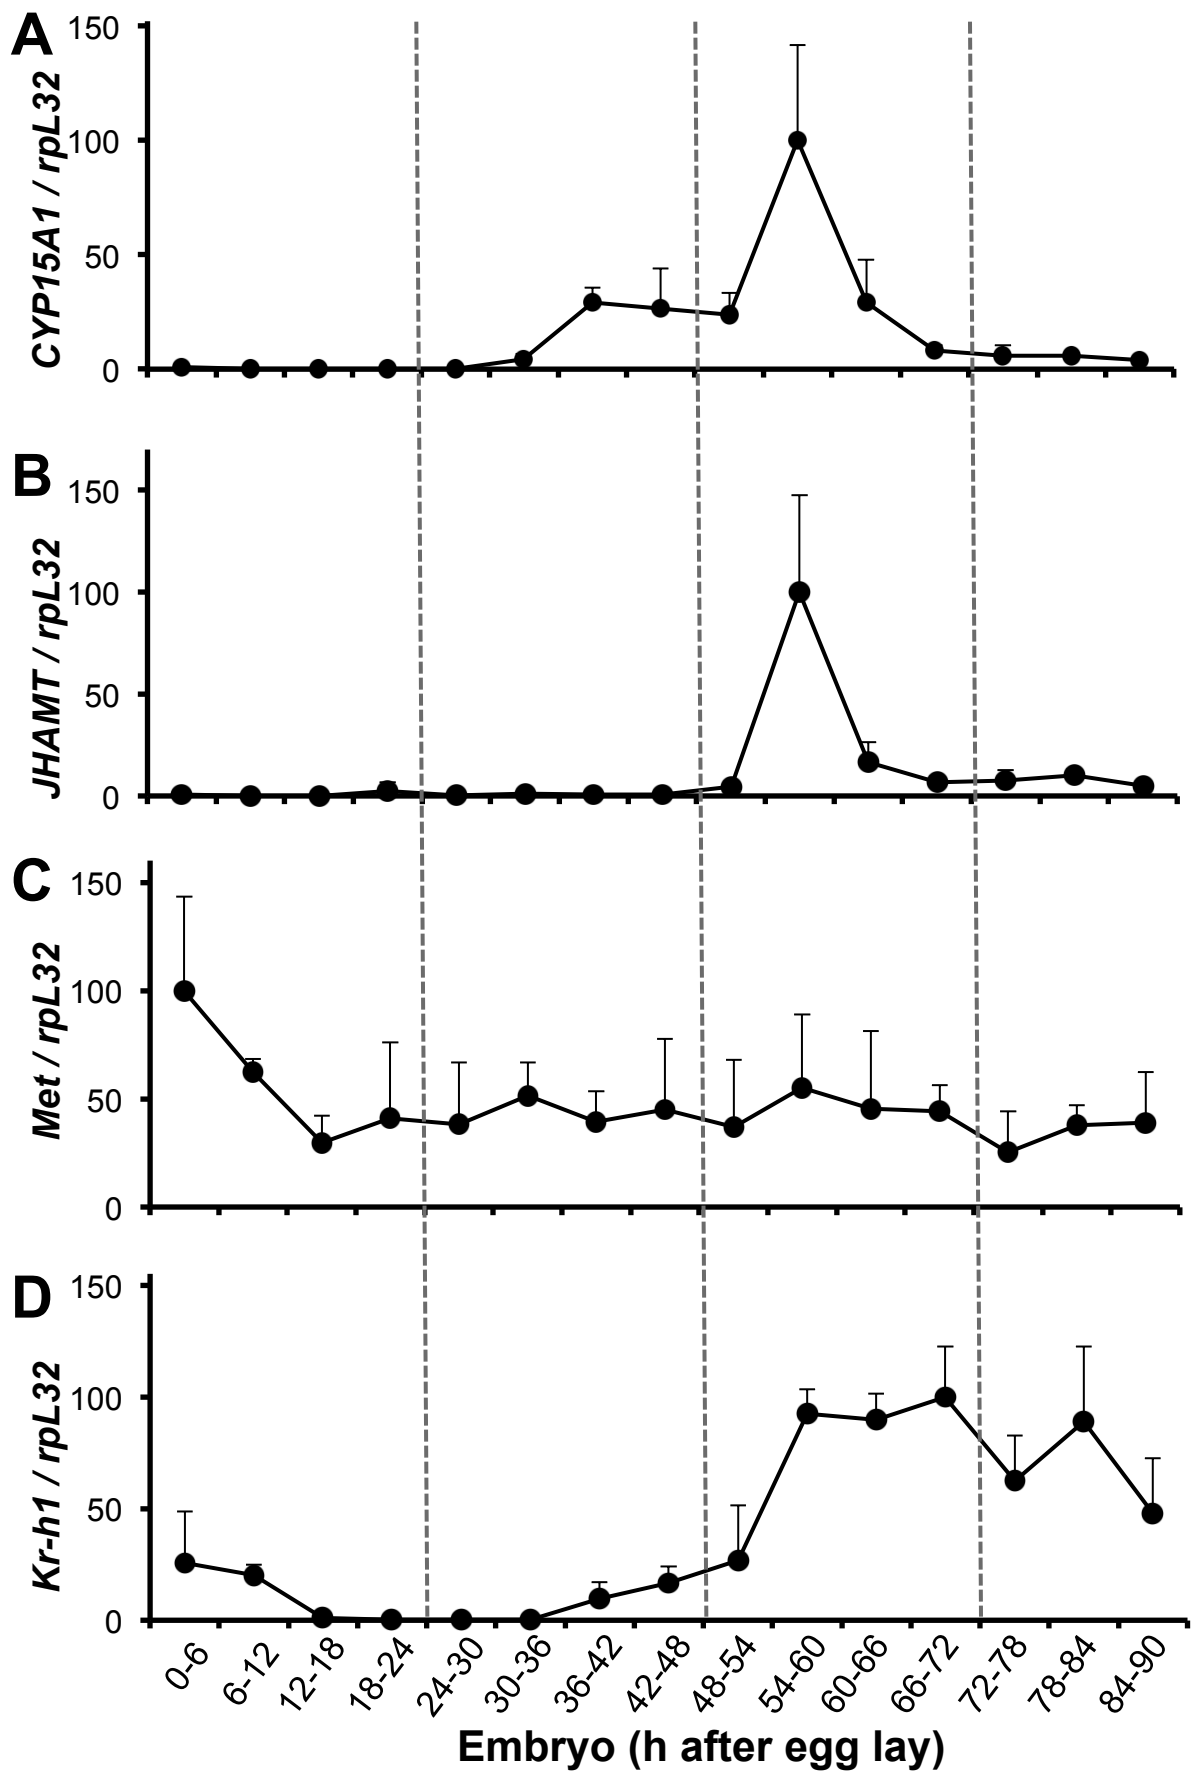 A
CYP15A1 / rpL32
150
100
50
0
B
JHAMT / rpL32
150
100
50
0
C
Met / rpL32
150
100
50
0
D
Kr-h1 / rpL32
150
100
50
0
0-6 6-12 12-18 18-24 24-30 30-36 36-42 42-48 48-54 54-60 60-66 66-72 72-78 78-84 84-90
Embryo (h after egg lay)